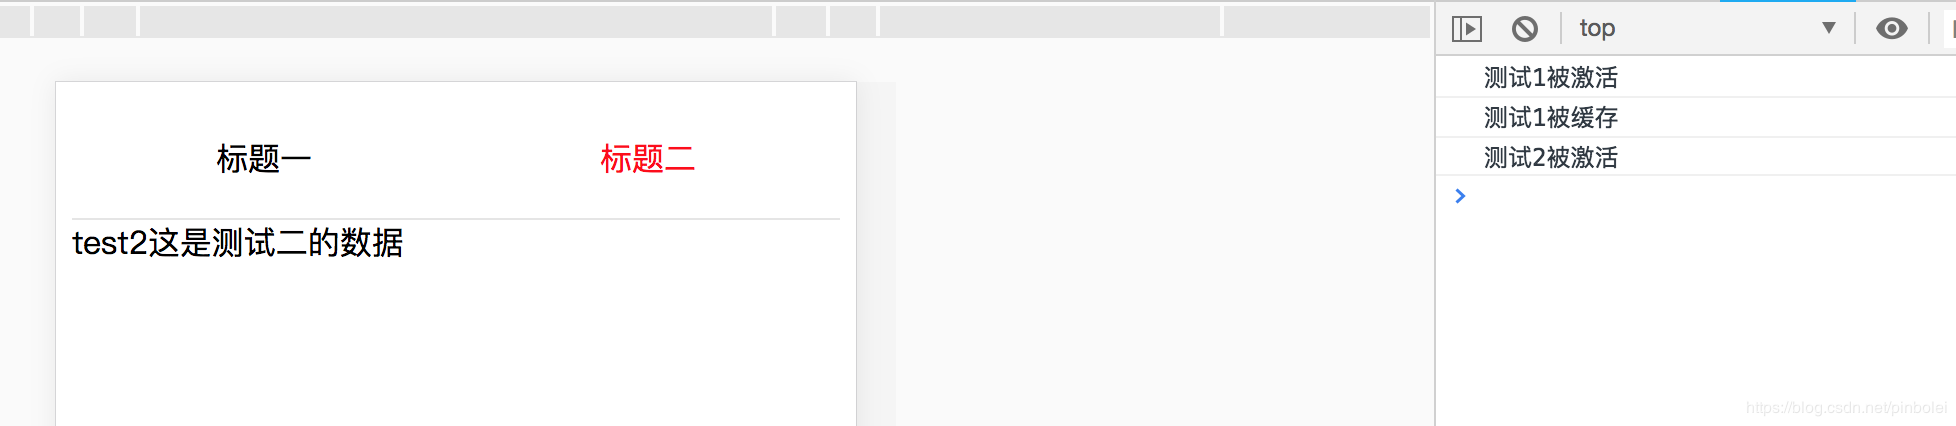 标题一
标题二
test2这是测试二的数据
top
测试1被激活
测试1被缓存
测试2被激活
https://blog.csdn.net/pinbolei